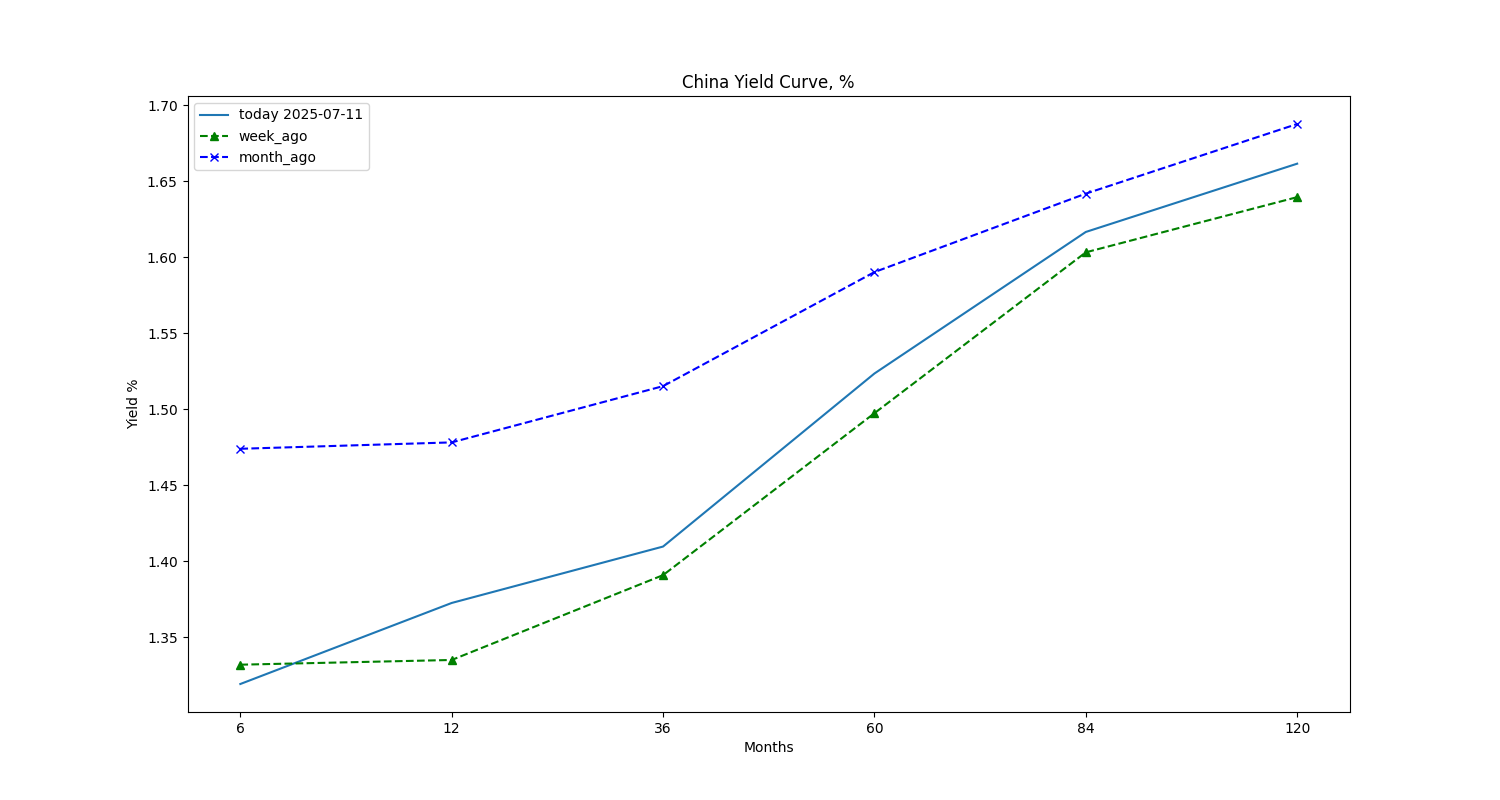 China Yield Curve, %
today 2025-07-11
week_ago
month_ago
1.70
1.65
1.60
1.55
1.50
1.45
1.40
1.35
Yield %
6 12 36 60 84 120
Months